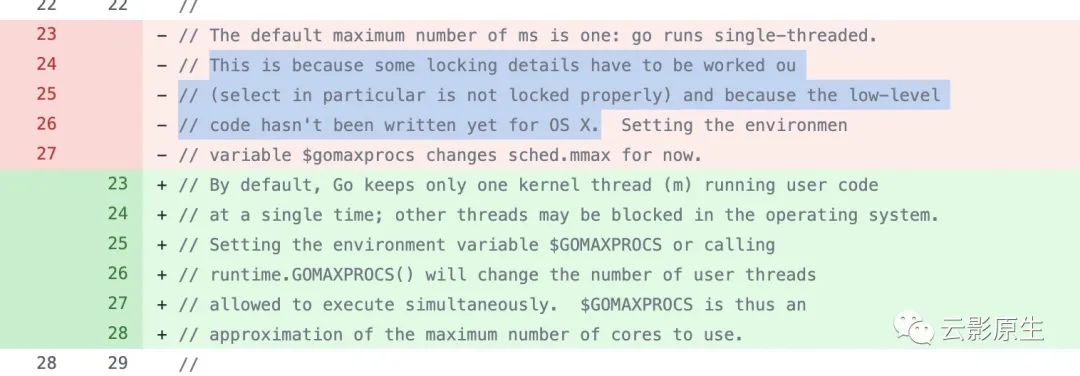 22 22 //
23 - // The default maximum number of ms is one: go runs single-threaded.
24 - // This is because some locking details have to be worked ou
25 - // (select in particular is not locked properly) and because the low-level
26 - // code hasn't been written yet for OS X.  Setting the environmen
27 - // variable $gomaxprocs changes sched.mmax for now.
23 + // By default, Go keeps only one kernel thread (m) running user code
24 + // at a single time; other threads may be blocked in the operating system.
25 + // Setting the environment variable $GOMAXPROCS or calling
26 + // runtime.GOMAXPROCS() will change the number of user threads
27 + // allowed to execute simultaneously.  $GOMAXPROCS is thus an
28 + // approximation of the maximum number of cores to use.
28 29 //
云影原生